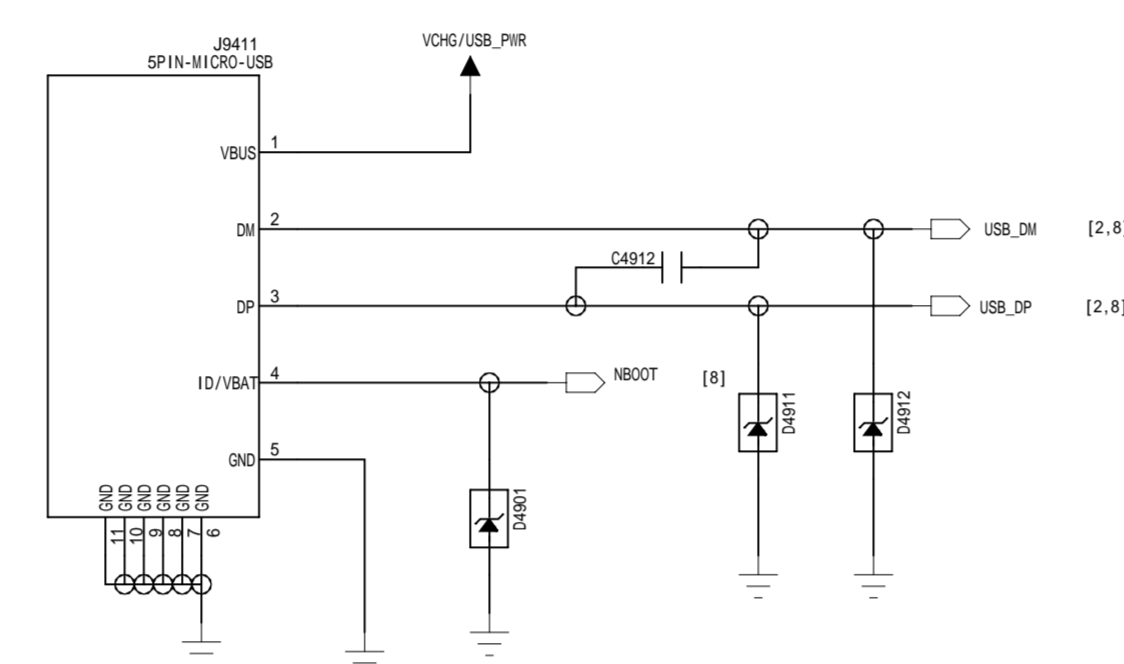 J9411
5PIN-MICRO-USB
VCHG/USB_PWR
VBUS
1
DM
2
USB_DM
[2,8]
C4912
DP
3
USB_DP
[2,8]
ID/VBAT
4
NBOOT
[8]
D4911
D4912
GND
5
D4901
GND
GND
GND
GND
GND
GND
11
10
9
8
7
6